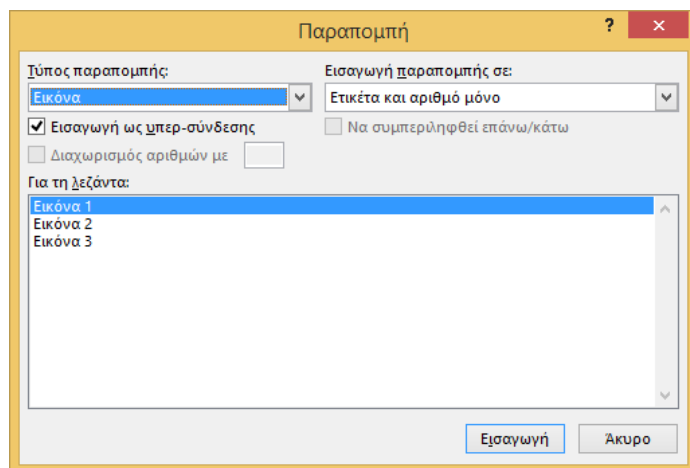 Παραπομπή
? ×
Τύπος παραπομπής: Εισαγωγή παραπομπής σε:
Εικόνα Ετικέτα και αριθμό μόνο
Εισαγωγή ως υπερ-σύνδεσης Να συμπεριληφθεί επάνω/κάτω
Διαχωρισμός αριθμών με
Για τη λεζάντα:
Εικόνα 1
Εικόνα 2
Εικόνα 3
Εισαγωγή Άκυρο